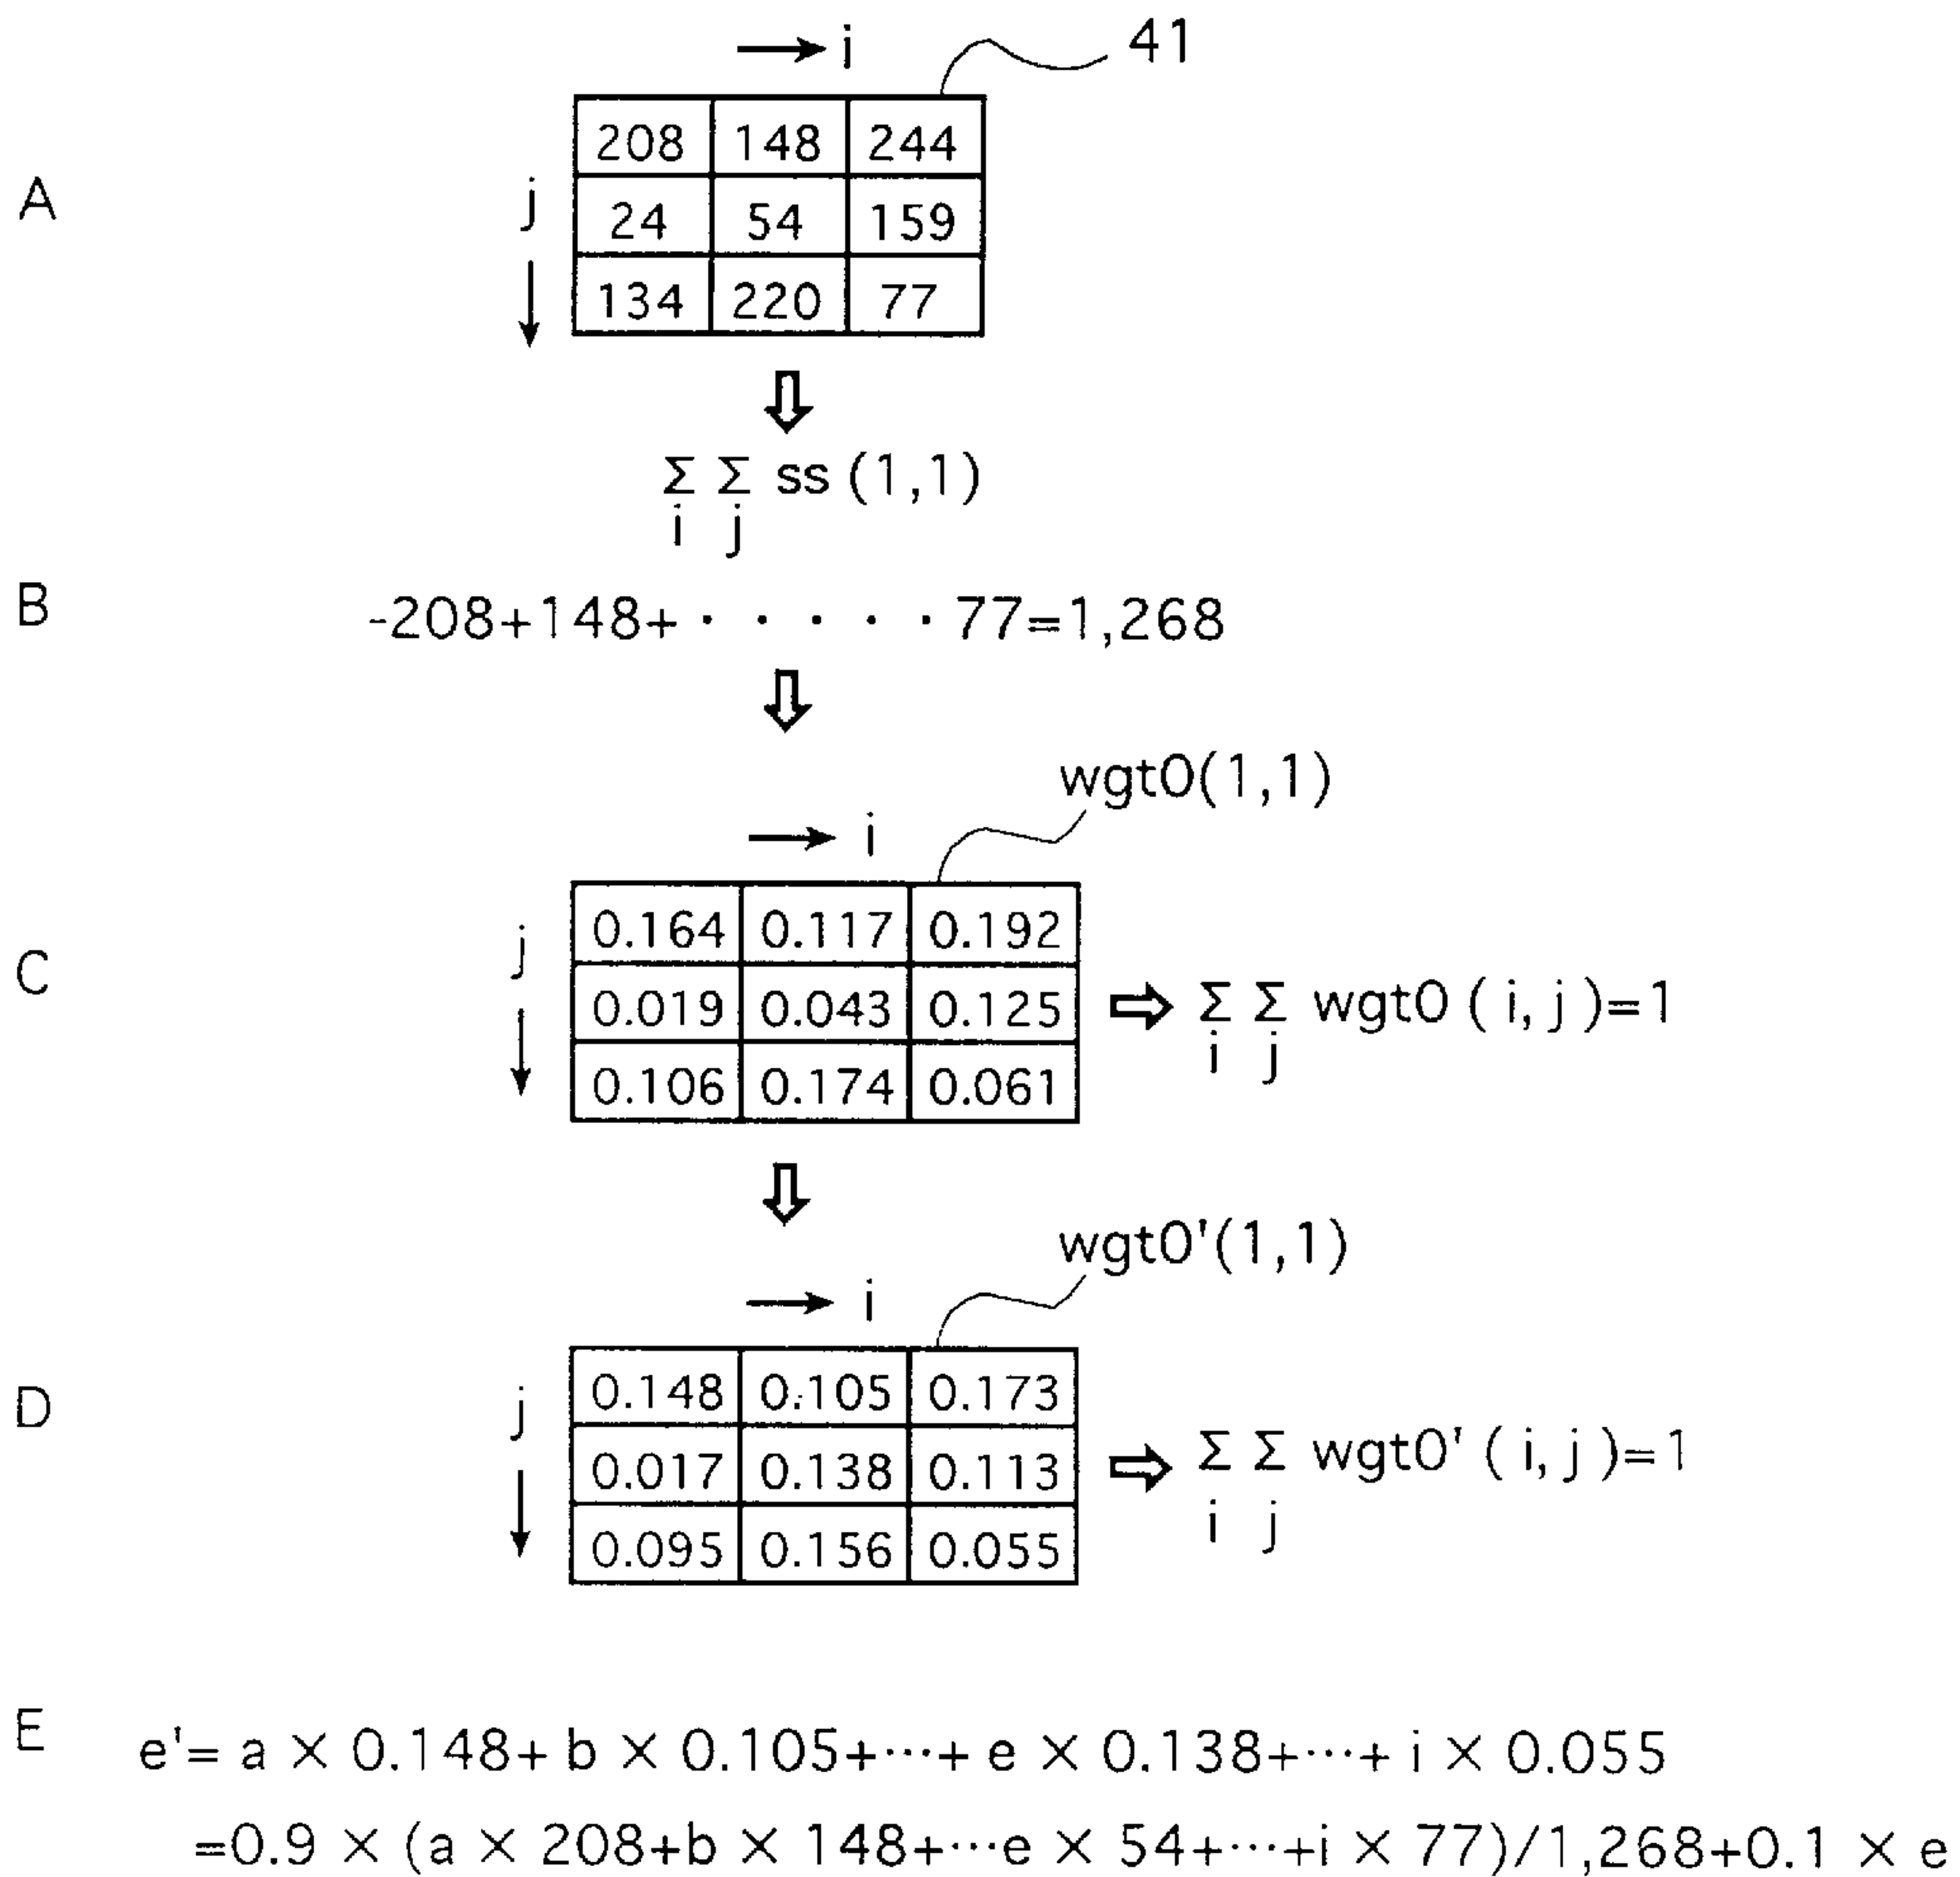 → i 41
A
j
208 148 244
24 54 159
134 220 77
Σ Σ ss (1,1)
i j
B
-208+148+ · · · · · 77=1,268
wgt0(1,1)
→ i
C
j
0.164 0.117 0.192
0.019 0.043 0.125
0.106 0.174 0.061
Σ Σ wgt0 ( i, j )=1
i j
wgt0'(1,1)
→ i
D
j
0.148 0.105 0.173
0.017 0.138 0.113
0.095 0.156 0.055
Σ Σ wgt0' ( i, j )=1
i j
E
e'= a × 0.148+ b × 0.105+···+ e × 0.138+···+ i × 0.055
=0.9 × (a × 208+b × 148+···e × 54+···+i × 77)/1,268+0.1 × e